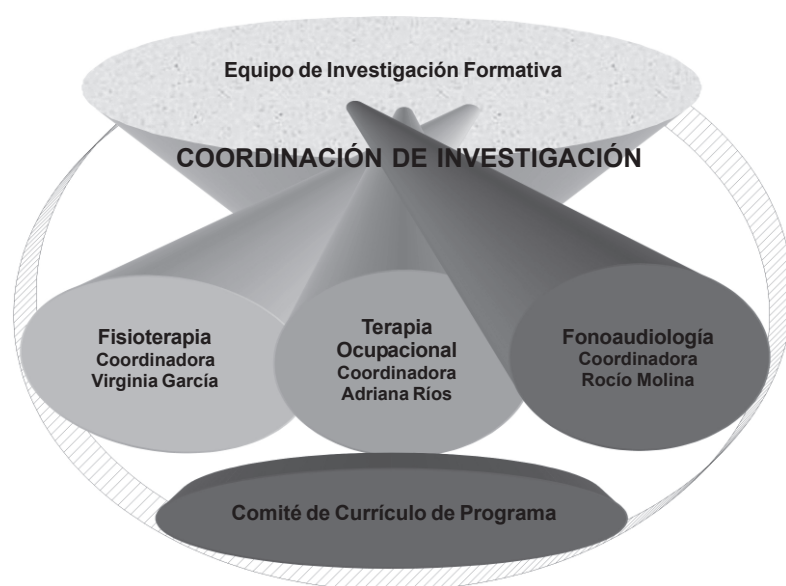 Equipo de Investigación Formativa
COORDINACIÓN DE INVESTIGACIÓN
Fisioterapia
Coordinadora
Virginia García
Terapia
Ocupacional
Coordinadora
Adriana Ríos
Fonoaudiología
Coordinadora
Rocío Molina
Comité de Currículo de Programa